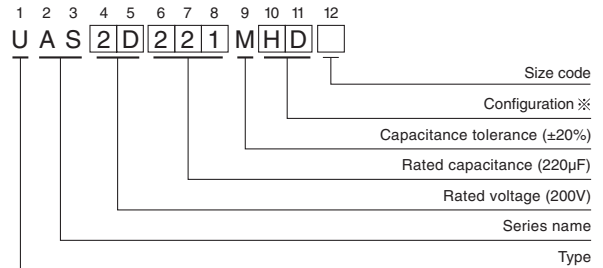 1 2 3 4 5 6 7 8 9 10 11 12
U A S 2 D 2 2 1 M H D
Size code
Configuration ※
Capacitance tolerance (±20%)
Rated capacitance (220µF)
Rated voltage (200V)
Series name
Type